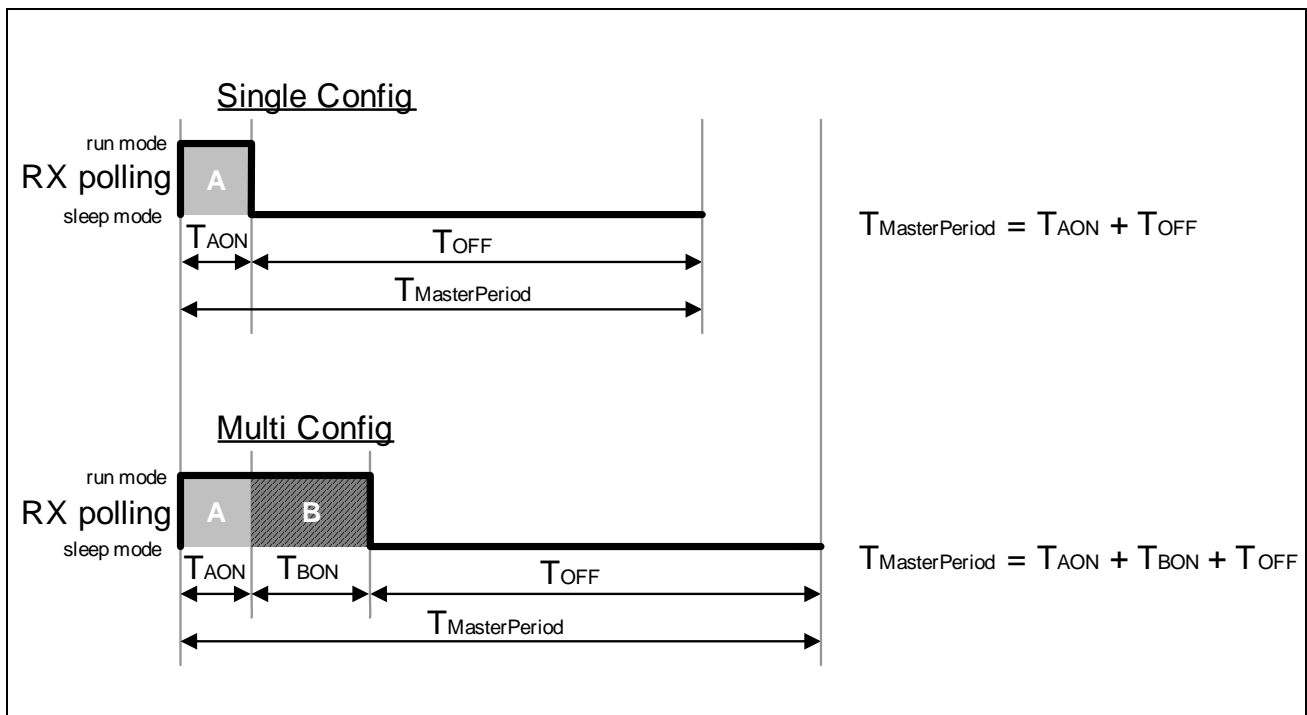 Single Config
run mode
RX polling
A
sleep mode
TAON
TOFF
TMasterPeriod
TMasterPeriod = TAON + TOFF
Multi Config
run mode
RX polling
A
B
sleep mode
TAON
TBON
TOFF
TMasterPeriod
TMasterPeriod = TAON + TBON + TOFF